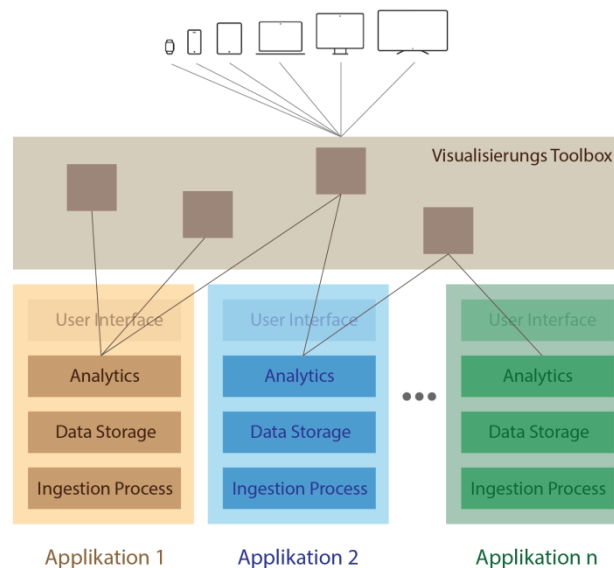 Visualisierungs Toolbox
User Interface
User Interface
User Interface
Analytics
Analytics
Analytics
Data Storage
Data Storage
Data Storage
Ingestion Process
Ingestion Process
Ingestion Process
Applikation 1
Applikation 2
Applikation n